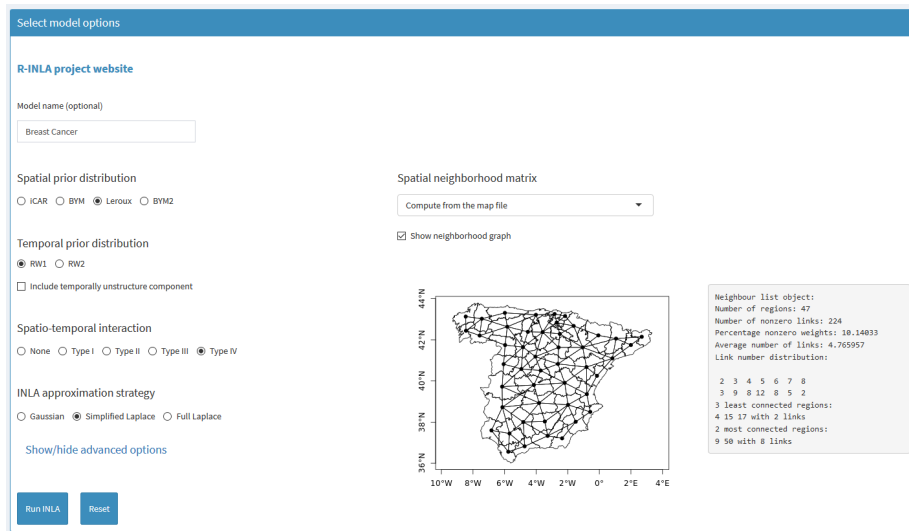 Select model options
R-INLA project website
Model name (optional)
Breast Cancer
Spatial prior distribution
iCAR BYM Leroux BYM2
Temporal prior distribution
RW1 RW2
Include temporally unstructure component
Spatio-temporal interaction
None Type I Type II Type III Type IV
INLA approximation strategy
Gaussian Simplified Laplace Full Laplace
Show/hide advanced options
Run INLA Reset
Spatial neighborhood matrix
Compute from the map file
Show neighborhood graph
44°N
42°N
40°N
38°N
36°N
10°W 8°W 6°W 4°W 2°W 0° 2°E 4°E
Neighbour list object:
Number of regions: 47
Number of nonzero links: 224
Percentage nonzero weights: 10.14033
Average number of links: 4.765957
Link number distribution:
2 3 4 5 6 7 8
3 9 8 12 8 5 2
3 least connected regions:
4 15 17 with 2 links
2 most connected regions:
9 50 with 8 links